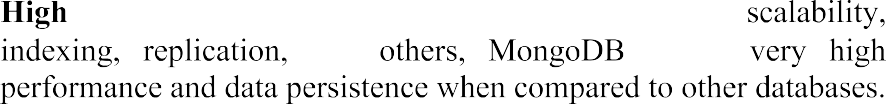 High scalability,
indexing, replication, others, MongoDB very high
performance and data persistence when compared to other databases.